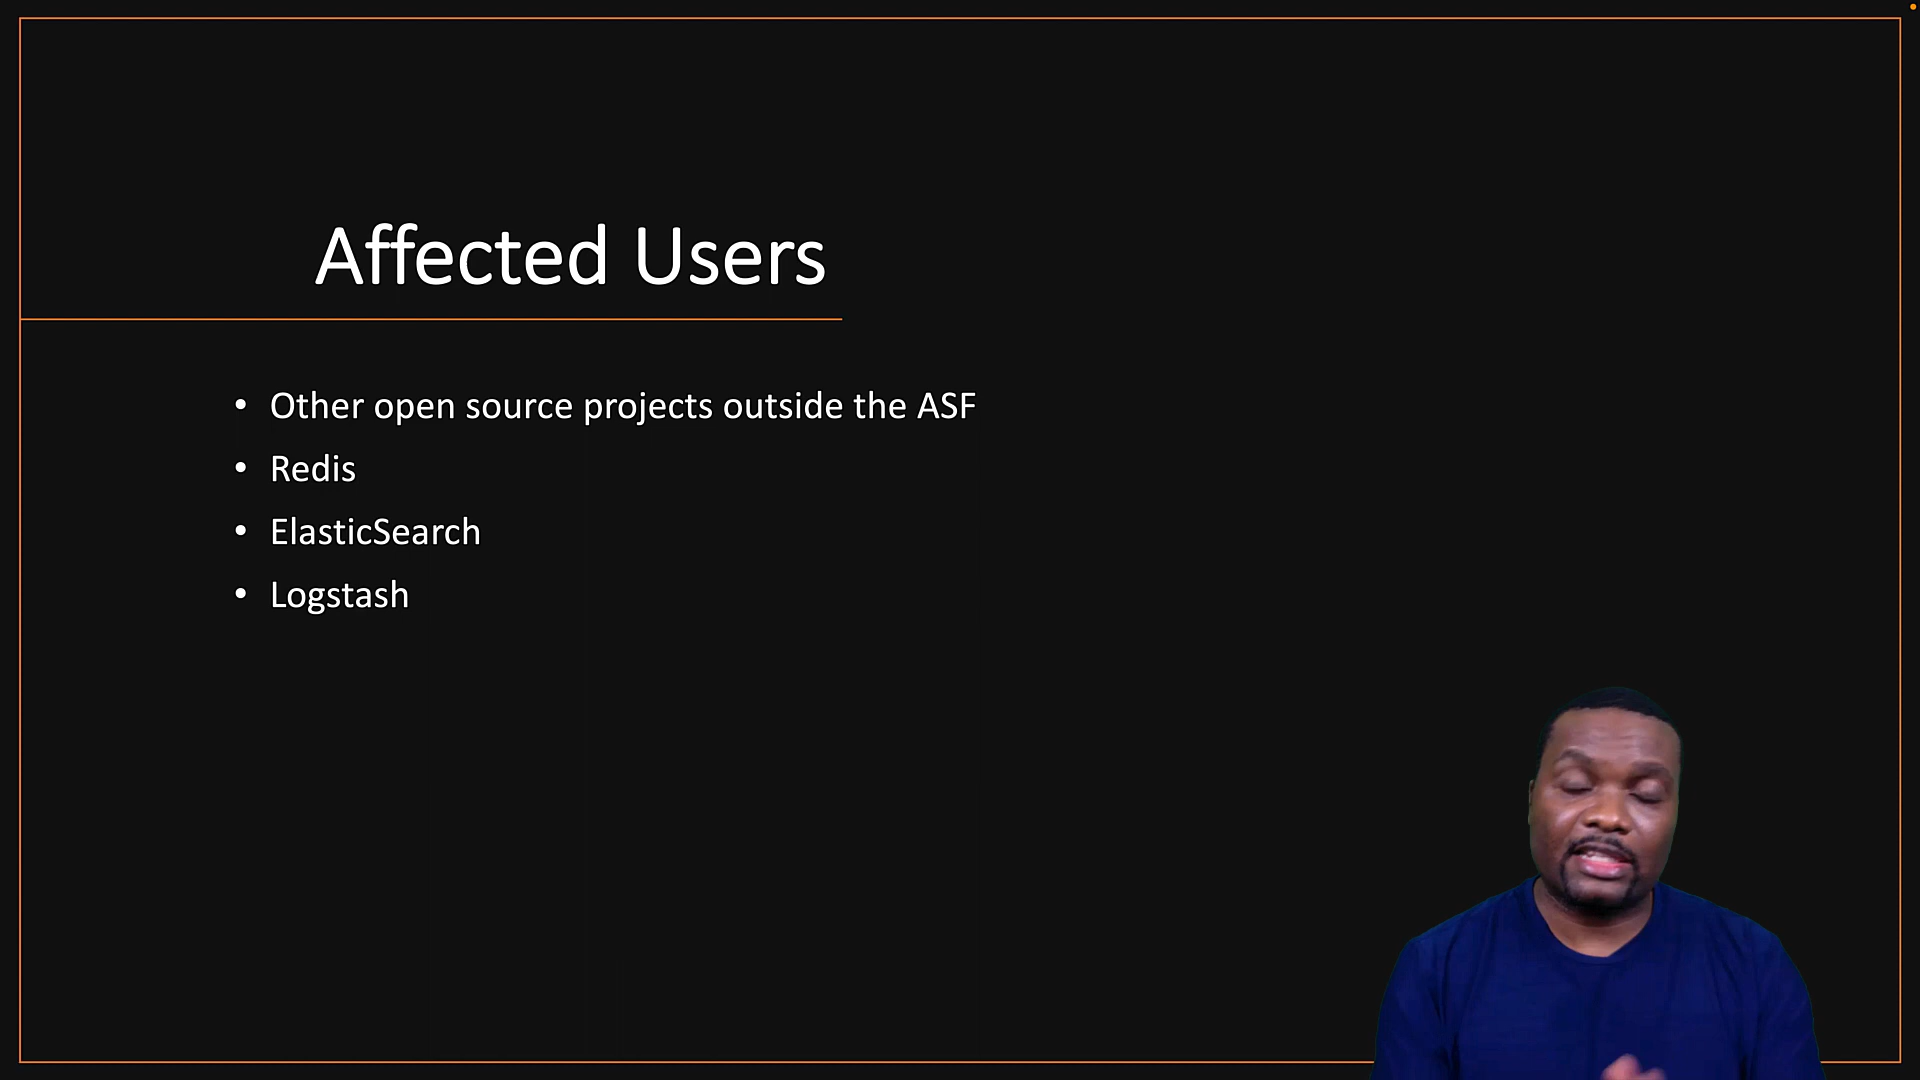 Affected Users
• Other open source projects outside the ASF
• Redis
• ElasticSearch
• Logstash